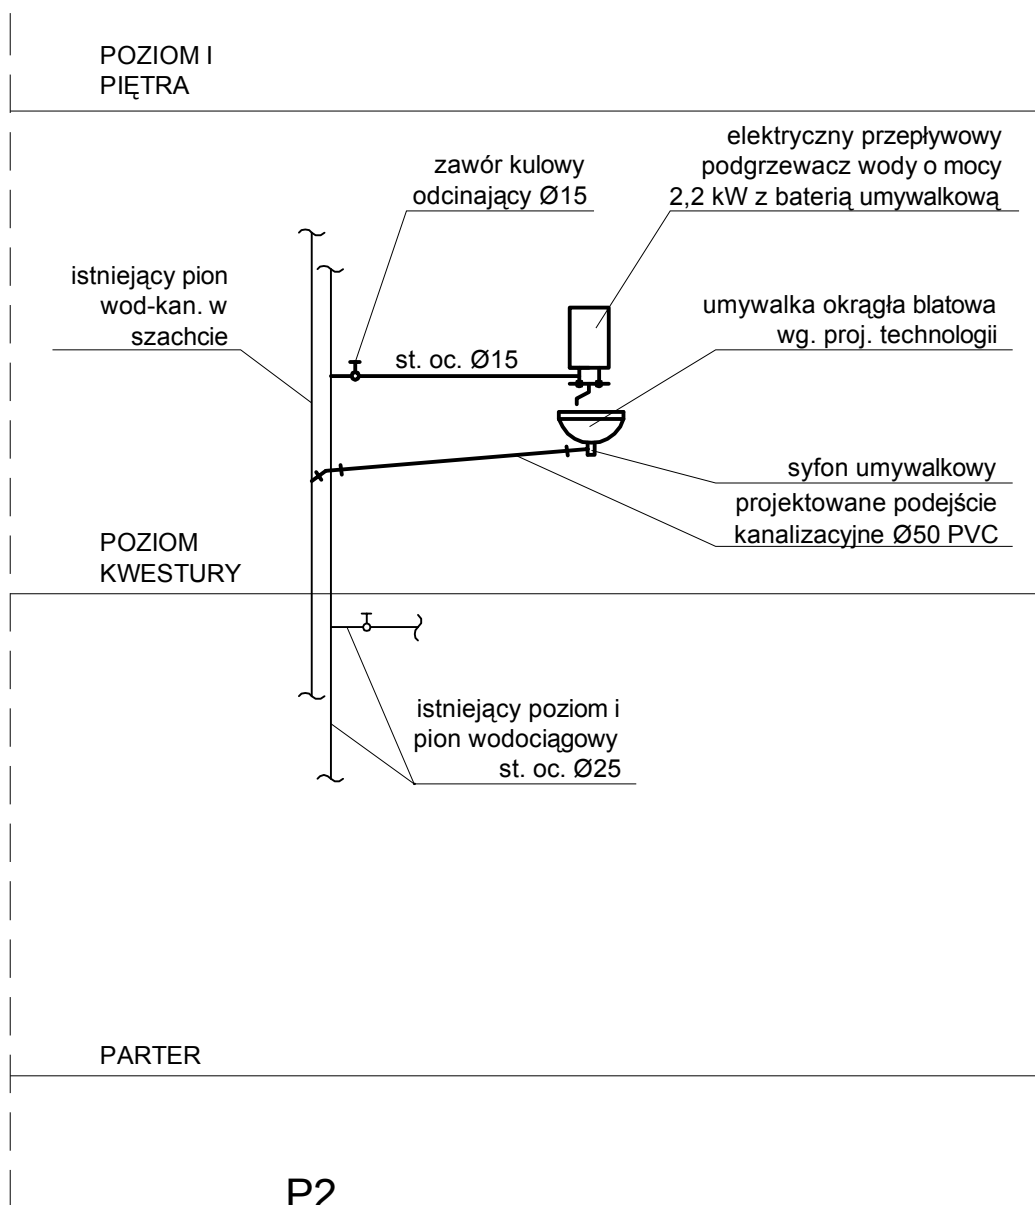 POZIOM I
PIĘTRA
elektryczny przepływowy
podgrzewacz wody o mocy
2,2 kW z baterią umywalkową
zawór kulowy
odcinający Ø15
istniejący pion
wod-kan. w
szachcie
umywalka okrągła blatowa
wg. proj. technologii
st. oc. Ø15
syfon umywalkowy
projektowane podejście
kanalizacyjne Ø50 PVC
POZIOM
KWESTURY
istniejący poziom i
pion wodociągowy
st. oc. Ø25
PARTER
P2